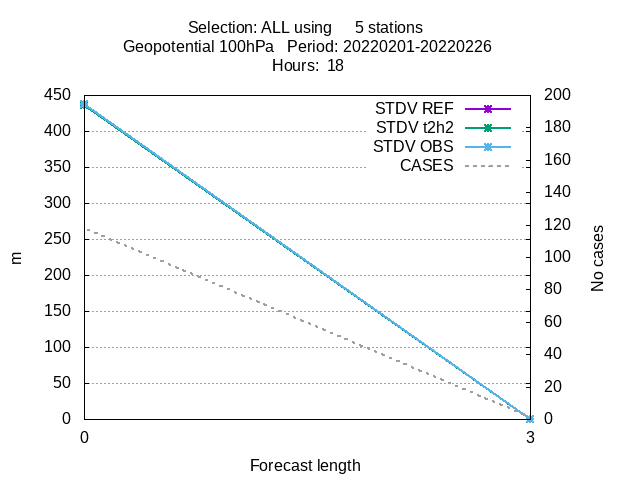 Selection: ALL using 5 stations
Geopotential 100hPa Period: 20220201-20220226
Hours: 18
450
400
350
300
250
200
150
100
50
0
200
180
160
140
120
100
80
60
40
20
0
STDV REF
STDV t2h2
STDV OBS
CASES
m
No cases
0
3
Forecast length